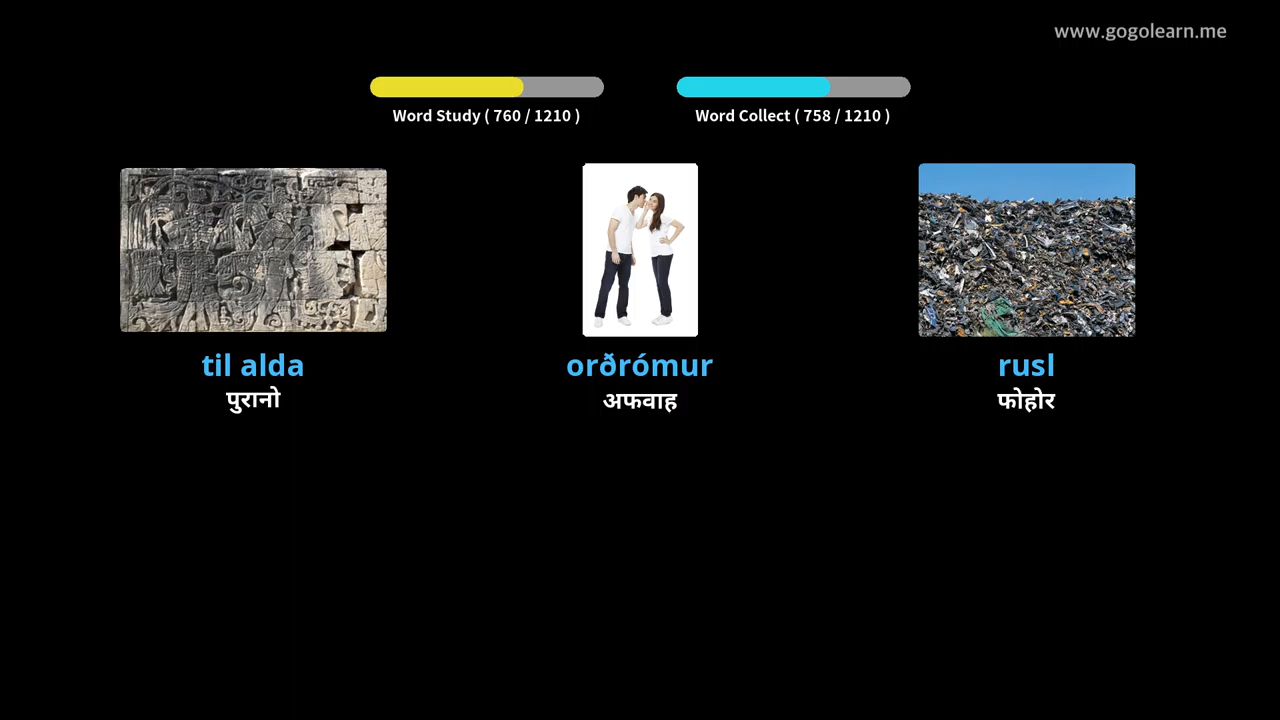 www.gogolearn.me
Word Study ( 760 / 1210 )
Word Collect ( 758 / 1210 )
til alda
पुरानो
orðrómur
अफवाह
rusl
फोहोर